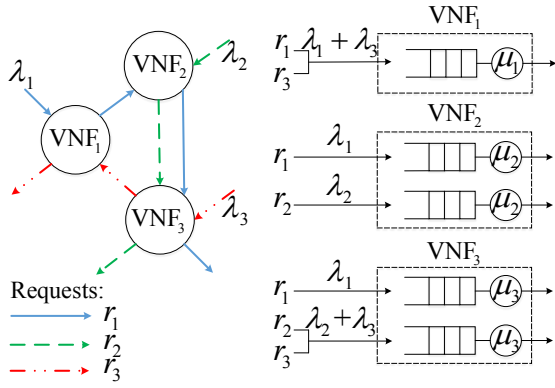 λ₁
VNF₂
λ₂
VNF₁
VNF₃
λ₃
Requests:
r₁
r₂
r₃
VNF₁
r₁
r₃
λ₁ + λ₃
μ₁
VNF₂
r₁
λ₁
μ₂
r₂
λ₂
μ₂
VNF₃
r₁
λ₁
μ₃
r₂
r₃
λ₂ + λ₃
μ₃